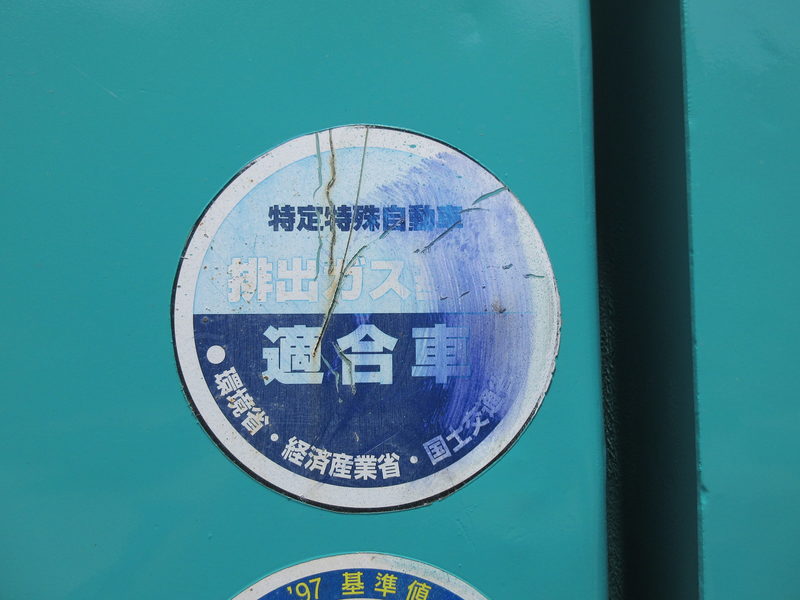 特定特殊自動車
排出ガス
適合車
環境省・経済産業省・国土交通
'97 基準値